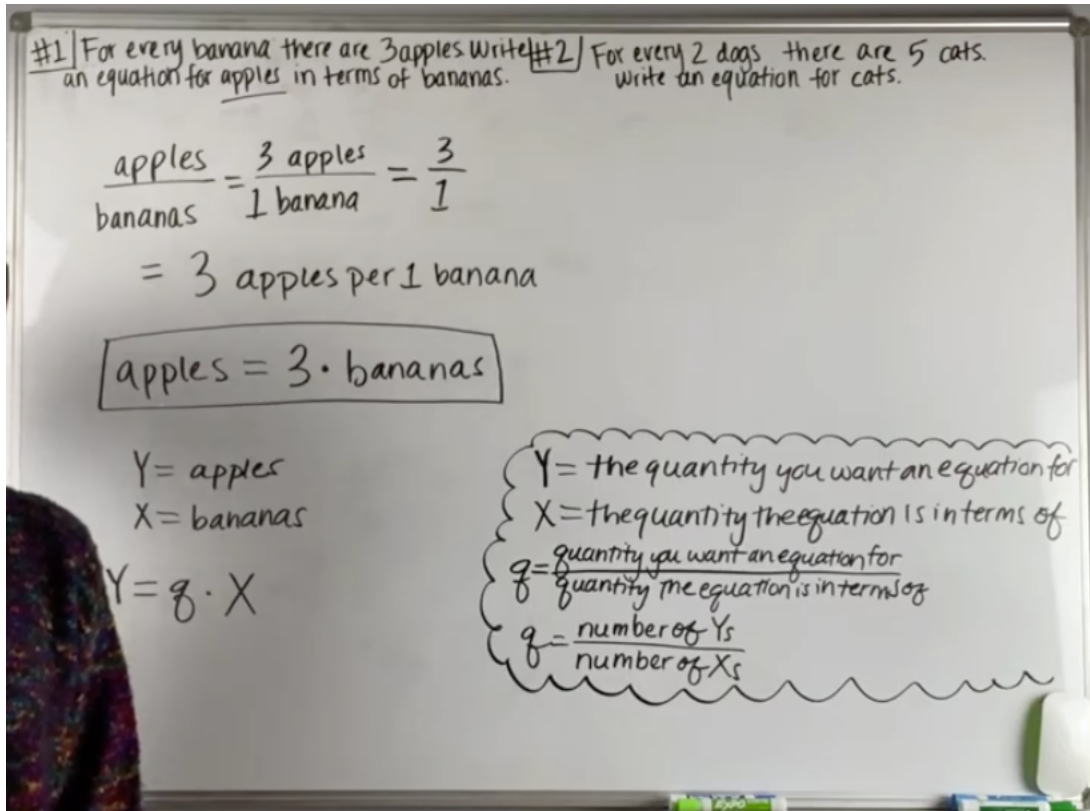 #1 For every banana there are 3 apples Write
an equation for apples in terms of bananas.
#2 For every 2 dogs there are 5 cats.
Write an equation for cats.
apples / bananas = 3 apples / 1 banana = 3 / 1
= 3 apples per 1 banana
apples = 3 · bananas
Y = apples
X = bananas
Y = q · X
Y = the quantity you want an equation for
X = the quantity the equation is in terms of
q = quantity you want an equation for / quantity the equation is in terms of
q = number of Ys / number of Xs
EXPO